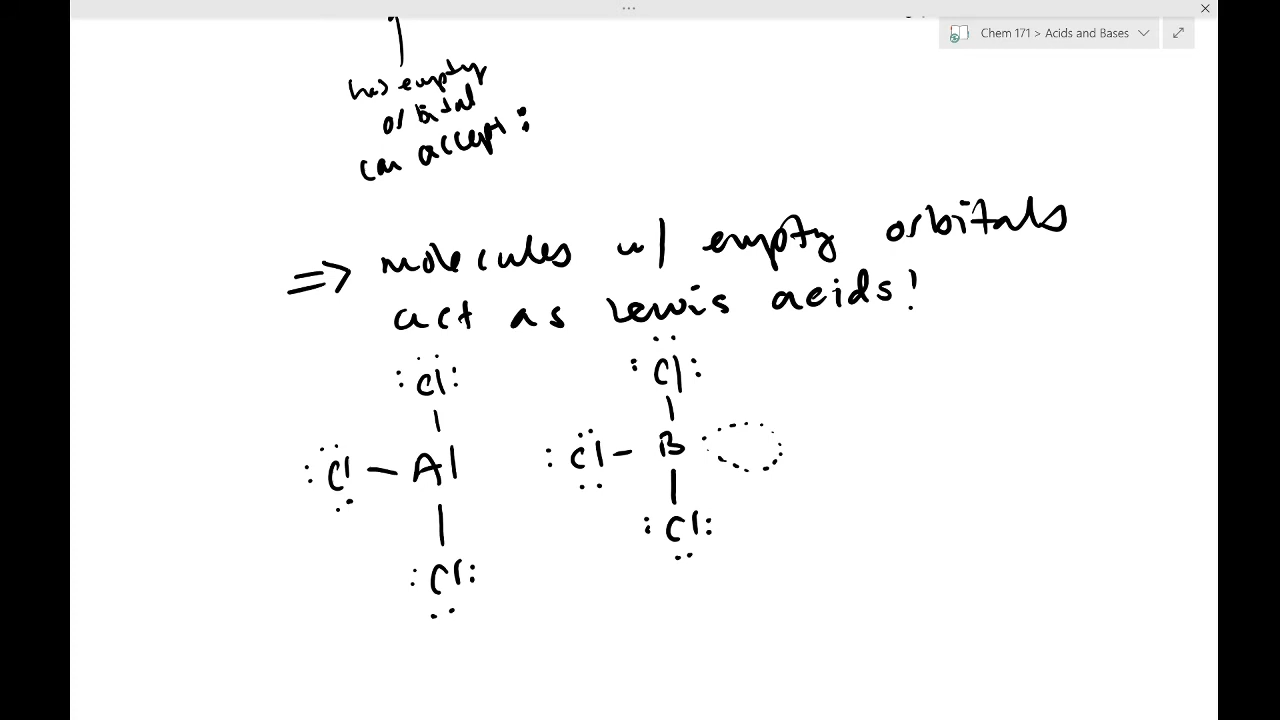 Chem 171 > Acids and Bases
has empty
orbital
can accept :
=> molecules w/ empty orbitals
act as Lewis acids!
Cl Cl
Cl - Al Cl - B
Cl Cl